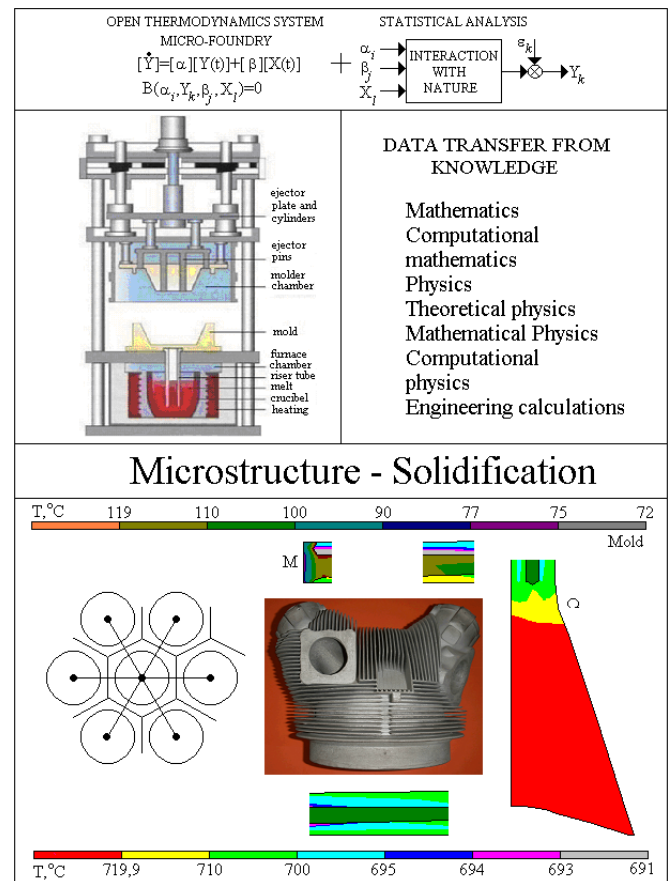 OPEN THERMODYNAMICS SYSTEM
MICRO-FOUNDRY
[Ẏ]=[α][Y(t)]+[β][X(t)]
B(αi,Yk,βj,Xl)=0
+
STATISTICAL ANALYSIS
αi
βj
Xl
INTERACTION
WITH
NATURE
εk
Yk
ejector
plate and
cylinders
ejector
pins
molder
chamber
mold
furnace
chamber
riser tube
melt
crucibel
heating
DATA TRANSFER FROM
KNOWLEDGE
Mathematics
Computational
mathematics
Physics
Theoretical physics
Mathematical Physics
Computational
physics
Engineering calculations
Microstructure - Solidification
T,°C 119 110 100 90 77 75 72
Mold
M
C
T,°C 719,9 710 700 695 694 693 691